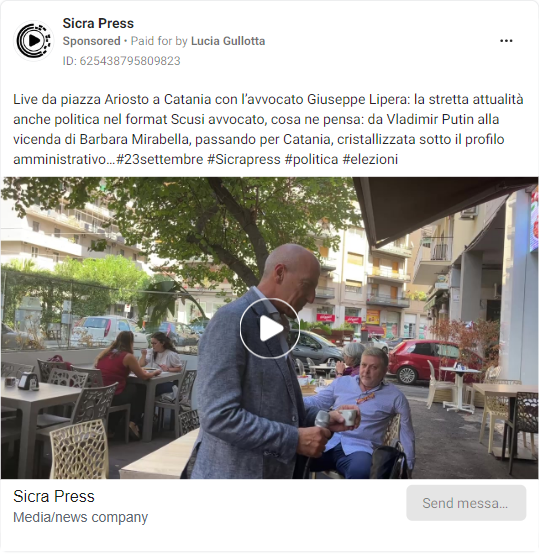 Sicra Press
Sponsored • Paid for by Lucia Gullotta
ID: 625438795809823
Live da piazza Ariosto a Catania con l'avvocato Giuseppe Lipera: la stretta attualità
anche politica nel format Scusi avvocato, cosa ne pensa: da Vladimir Putin alla
vicenda di Barbara Mirabella, passando per Catania, cristallizzata sotto il profilo
amministrativo...#23settembre #Sicrapress #politica #elezioni
Sicra Press
Media/news company
Send messa...